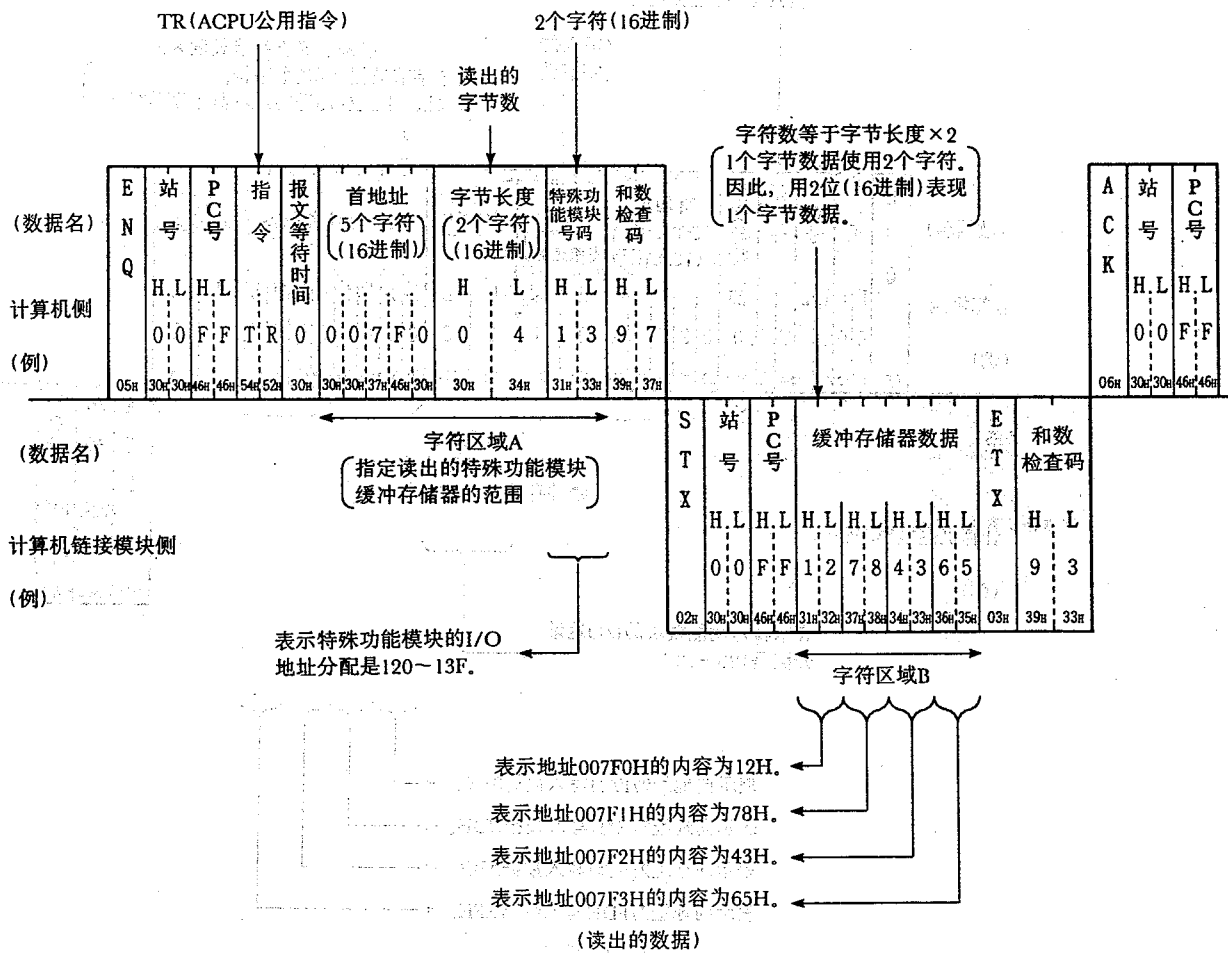 TR(ACPU公用指令)
2个字符(16进制)
读出的
字节数
字符数等于字节长度×2
1个字节数据使用2个字符。
因此，用2位(16进制)表现
1个字节数据。
(数据名)
ENQ
站号
PC号
指令
报文等待时间
首地址
(5个字符)
(16进制)
字节长度
(2个字符)
(16进制)
特殊功
能模块
号码
和数
检查
码
ACK
站号
PC号
计算机侧
H L H L H L H L H L
H L H L
(例)
0 0 F F T R 0 0 0 7 F 0 0 4 1 3 9 7
0 0 F F
05H 30H 30H 46H 46H 54H 52H 30H 30H 30H 37H 46H 30H 30H 34H 31H 33H 39H 37H
06H 30H 30H 46H 46H
(数据名)
字符区域A
指定读出的特殊功能模块
缓冲存储器的范围
STX
站号
PC号
缓冲存储器数据
ETX
和数
检查码
计算机链接模块侧
H L H L H L H L H L H L H L
(例)
0 0 F F 1 2 7 8 4 3 6 5 9 3
02H 30H 30H 46H 46H 31H 32H 37H 38H 34H 33H 36H 35H 03H 39H 33H
表示特殊功能模块的I/O
地址分配是120～13F。
字符区域B
表示地址007F0H的内容为12H。
表示地址007F1H的内容为78H。
表示地址007F2H的内容为43H。
表示地址007F3H的内容为65H。
(读出的数据)